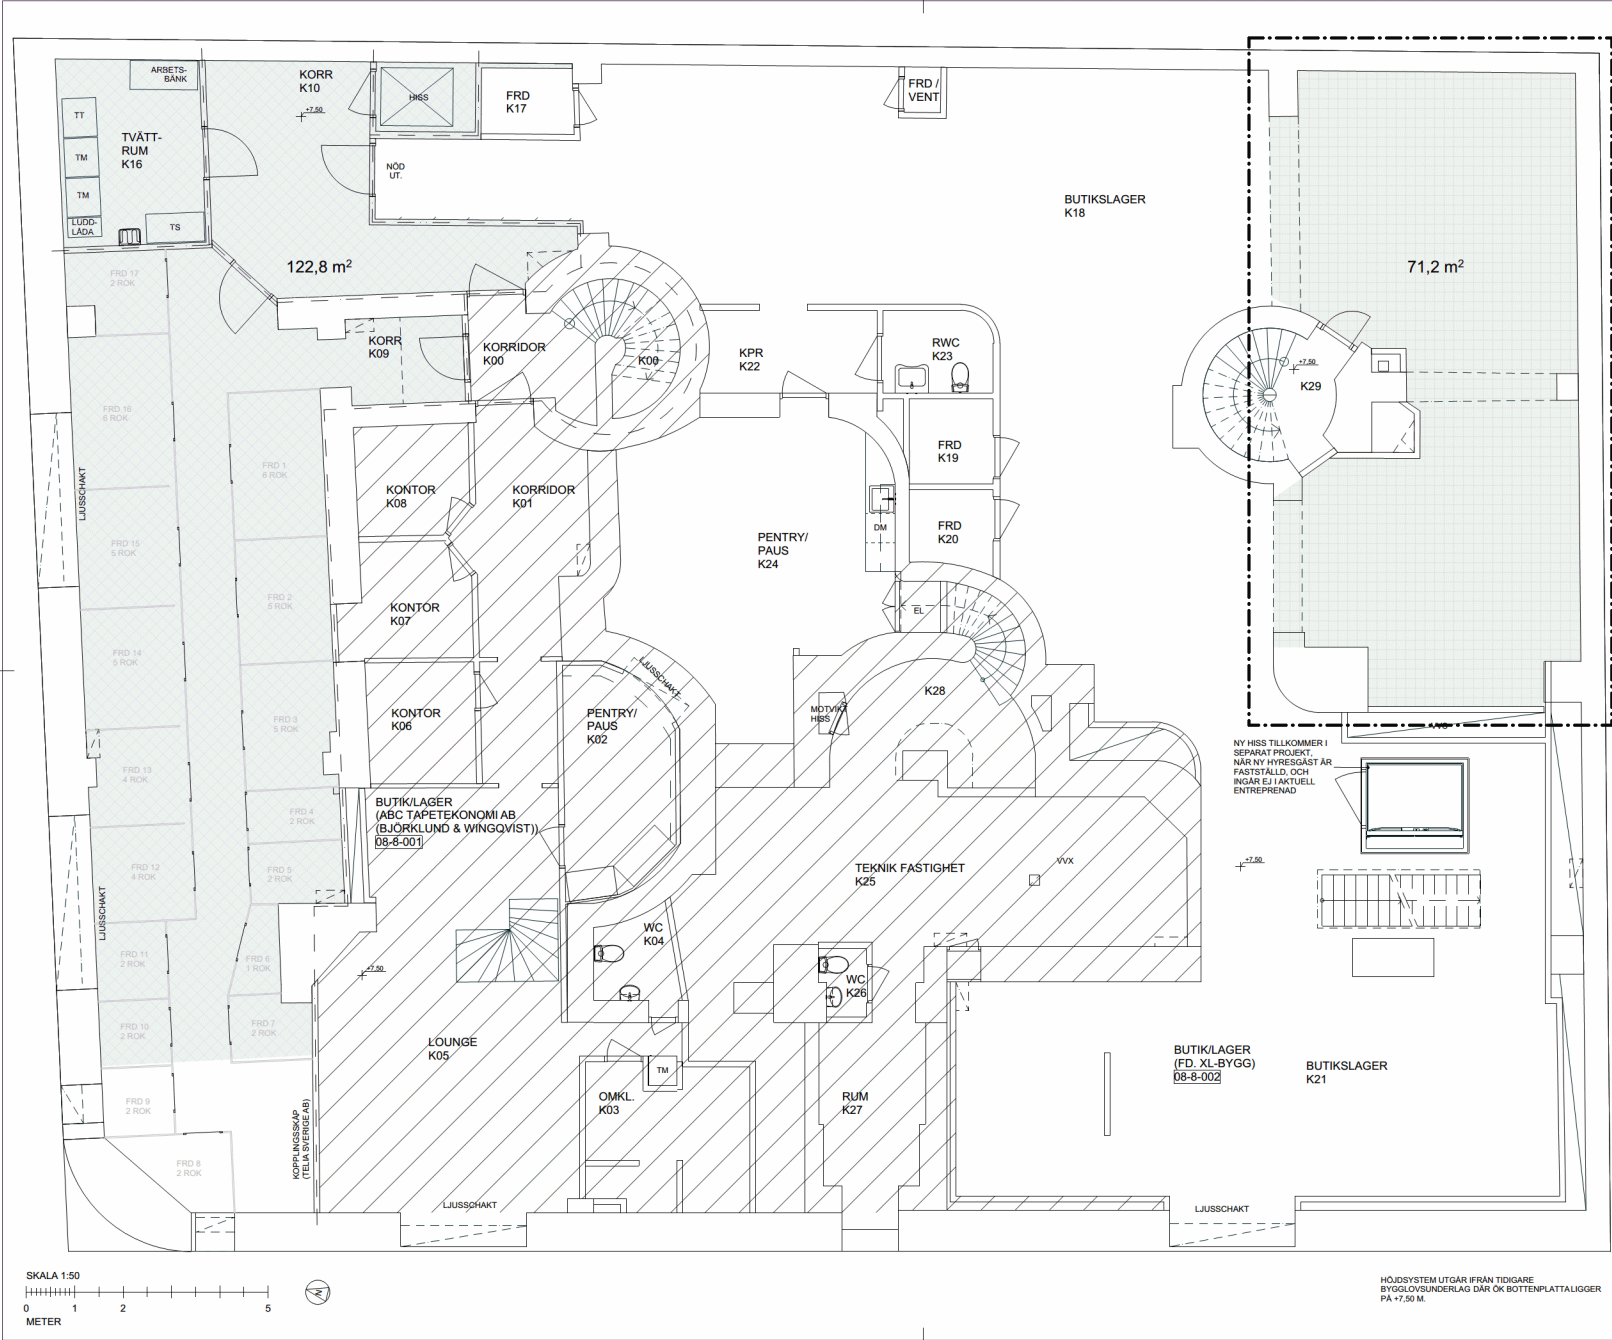 ARBETS-
BÄNK
KORR
K10
+7,50
HISS
FRD
K17
FRD /
VENT
TT
TVÄTT-
RUM
K16
TM
TM
LUDD-
LÅDA
TS
NÖD
UT.
BUTIKSLAGER
K18
122,8 m²
71,2 m²
FRD 17
2 ROK
KORR
K09
KORRIDOR
K00
K00
KPR
K22
RWC
K23
+7,50
K29
FRD 16
6 ROK
FRD 1
6 ROK
LJUSSCHAKT
KONTOR
K08
KORRIDOR
K01
FRD
K19
FRD
K20
DM
PENTRY/
PAUS
K24
FRD 15
5 ROK
FRD 2
5 ROK
KONTOR
K07
EL
FRD 14
5 ROK
LJUSSCHAKT
K28
FRD 3
5 ROK
KONTOR
K06
PENTRY/
PAUS
K02
MOTVIKT
HISS
VVS
NY HISS TILLKOMMER I
SEPARAT PROJEKT,
NÄR NY HYRESGÄST ÄR
FASTSTÄLLD, OCH
INGÅR EJ I AKTUELL
ENTREPRENAD
FRD 13
4 ROK
FRD 4
2 ROK
BUTIK/LAGER
(ABC TAPETEKONOMI AB
(BJÖRKLUND & WINGQVIST))
08-8-001
FRD 12
4 ROK
FRD 5
2 ROK
TEKNIK FASTIGHET
K25
VVX
+7,50
LJUSSCHAKT
WC
K04
FRD 11
2 ROK
FRD 6
1 ROK
+7,50
WC
K26
FRD 10
2 ROK
FRD 7
2 ROK
LOUNGE
K05
BUTIK/LAGER
(FD. XL-BYGG)
08-8-002
BUTIKSLAGER
K21
TM
OMKL.
K03
RUM
K27
FRD 9
2 ROK
KOPPLINGSSKÅP
(TELIA SVERIGE AB)
FRD 8
2 ROK
LJUSSCHAKT
LJUSSCHAKT
SKALA 1:50
0 1 2 5
METER
N
HÖJDSYSTEM UTGÅR IFRÅN TIDIGARE
BYGGLOVSUNDERLAG DÄR ÖK BOTTENPLATTA LIGGER
PÅ +7,50 M.